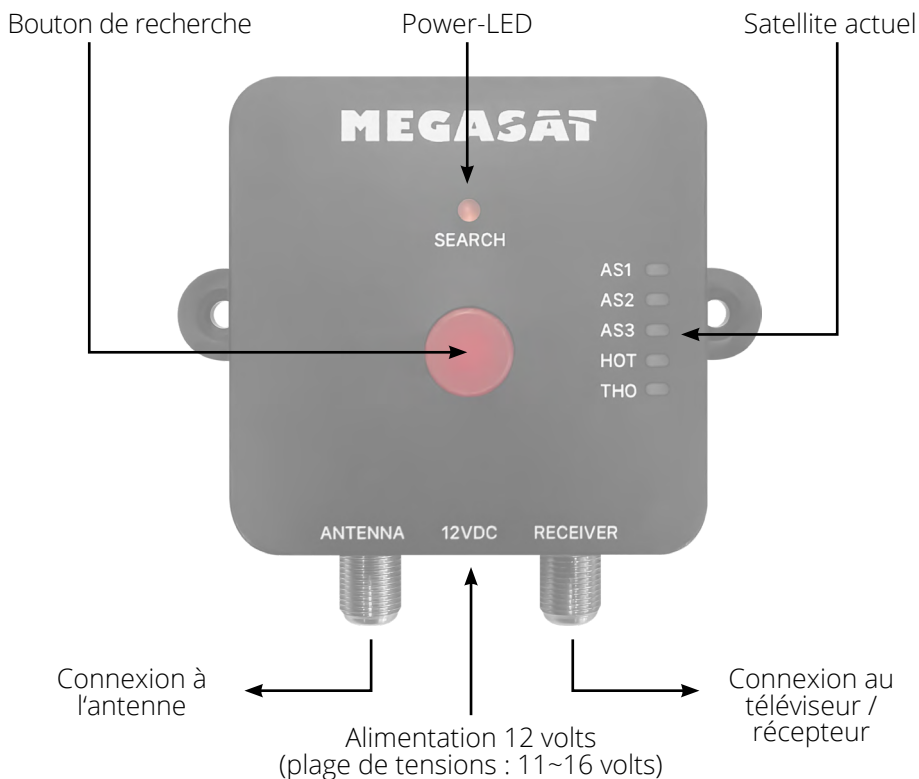 Bouton de recherche
Power-LED
Satellite actuel
MEGASAT
SEARCH
AS1
AS2
AS3
HOT
THO
ANTENNA
12VDC
RECEIVER
Connexion à
l‘antenne
Alimentation 12 volts
(plage de tensions : 11~16 volts)
Connexion au
téléviseur /
récepteur